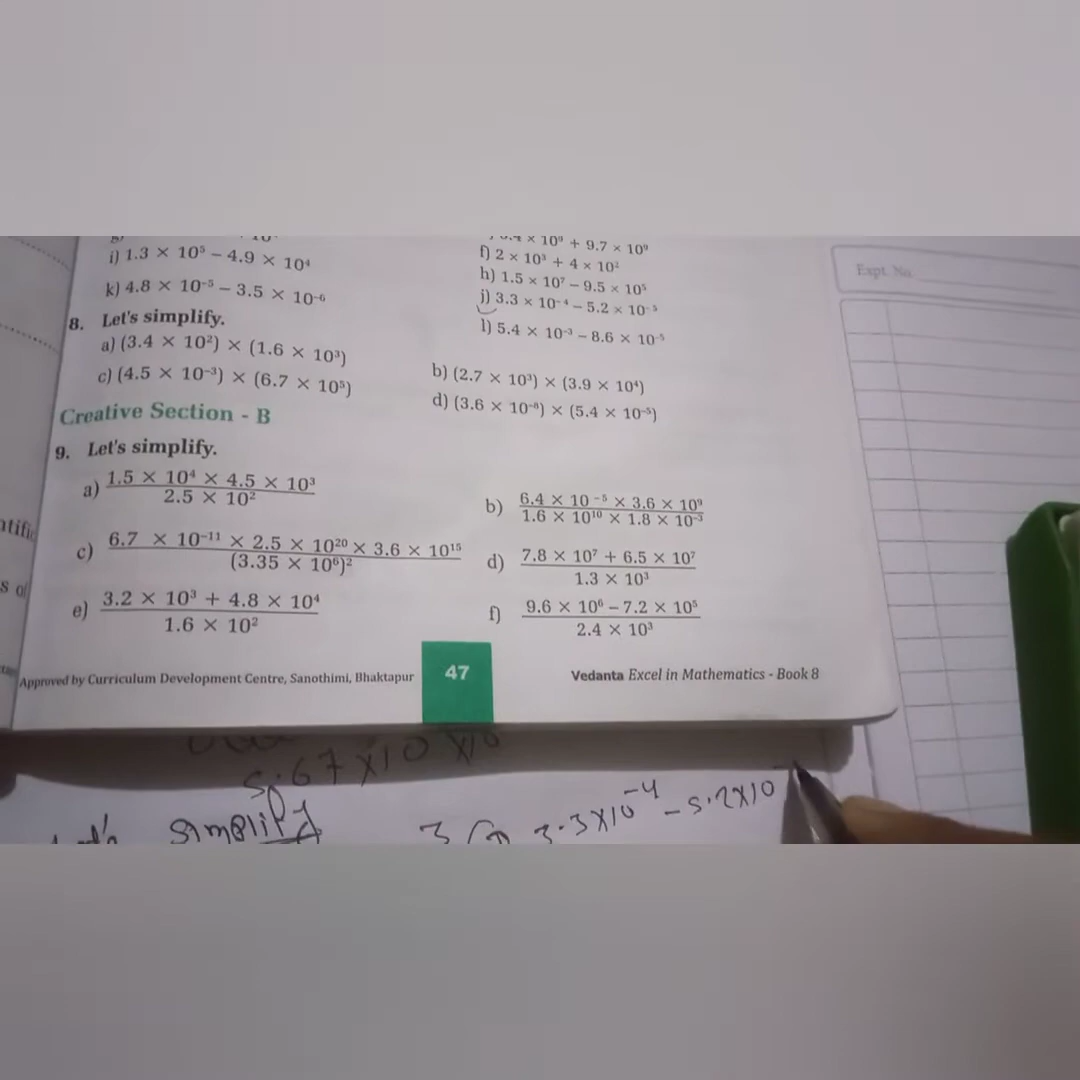 i) 1.3 × 10⁵ – 4.9 × 10⁴
k) 4.8 × 10⁻⁵ – 3.5 × 10⁻⁶
× 10⁹ + 9.7 × 10⁹
f) 2 × 10³ + 4 × 10²
h) 1.5 × 10⁷ – 9.5 × 10⁵
j) 3.3 × 10⁻⁴ – 5.2 × 10⁻⁵
l) 5.4 × 10⁻³ – 8.6 × 10⁻⁵
8. Let's simplify.
a) (3.4 × 10²) × (1.6 × 10³)
b) (2.7 × 10³) × (3.9 × 10⁴)
c) (4.5 × 10⁻³) × (6.7 × 10⁵)
d) (3.6 × 10⁻⁸) × (5.4 × 10⁻⁵)
Creative Section - B
9. Let's simplify.
a) 1.5 × 10⁴ × 4.5 × 10³
2.5 × 10²
b) 6.4 × 10⁻⁵ × 3.6 × 10⁹
1.6 × 10¹⁰ × 1.8 × 10⁻³
c) 6.7 × 10⁻¹¹ × 2.5 × 10²⁰ × 3.6 × 10¹⁵
(3.35 × 10⁶)²
d) 7.8 × 10⁷ + 6.5 × 10⁷
1.3 × 10³
e) 3.2 × 10³ + 4.8 × 10⁴
1.6 × 10²
f) 9.6 × 10⁶ – 7.2 × 10⁵
2.4 × 10³
Approved by Curriculum Development Centre, Sanothimi, Bhaktapur
47
Vedanta Excel in Mathematics - Book 8
Expt. No.
5.67×10 ×10
simplify
3.3×10⁻⁴ – 5.2×10⁻